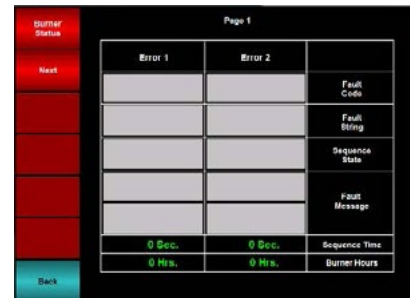 Burner
Status
Page 1
Next
Error 1
Error 2
Fault
Code
Fault
String
Sequence
State
Fault
Message
0 Sec.
0 Sec.
Sequence Time
0 Hrs.
0 Hrs.
Burner Hours
Back